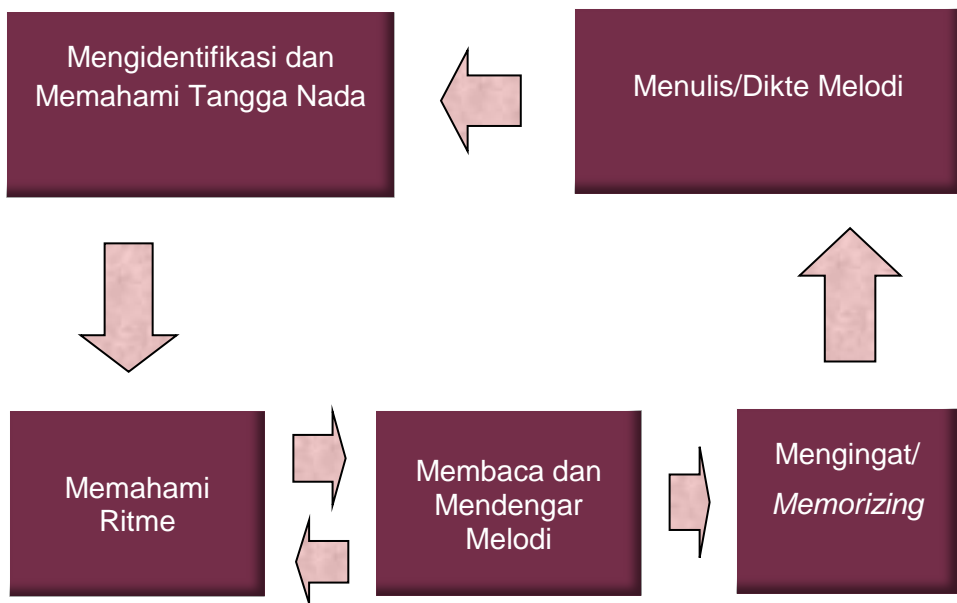 Mengidentifikasi dan
Memahami Tangga Nada
Menulis/Dikte Melodi
Memahami
Ritme
Membaca dan
Mendengar
Melodi
Mengingat/
Memorizing